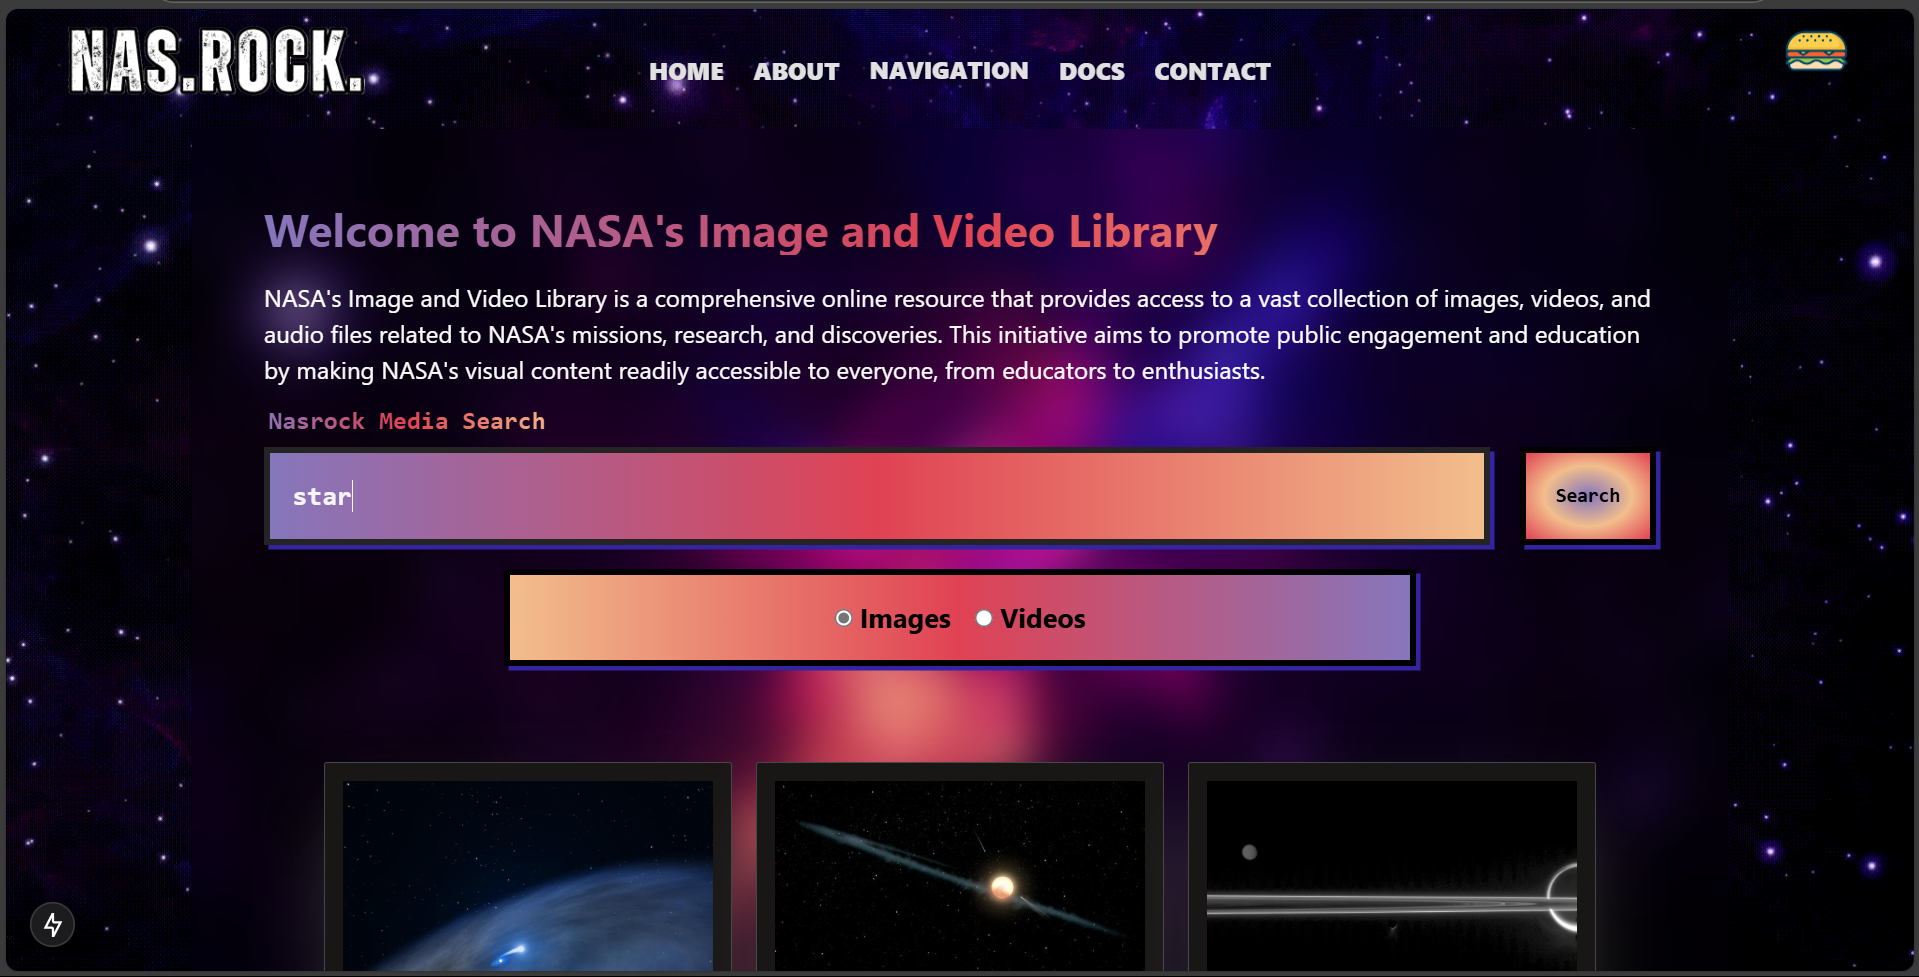 NAS.ROCK.
HOME ABOUT NAVIGATION DOCS CONTACT
Welcome to NASA's Image and Video Library
NASA's Image and Video Library is a comprehensive online resource that provides access to a vast collection of images, videos, and
audio files related to NASA's missions, research, and discoveries. This initiative aims to promote public engagement and education
by making NASA's visual content readily accessible to everyone, from educators to enthusiasts.
Nasrock Media Search
star
Search
Images Videos